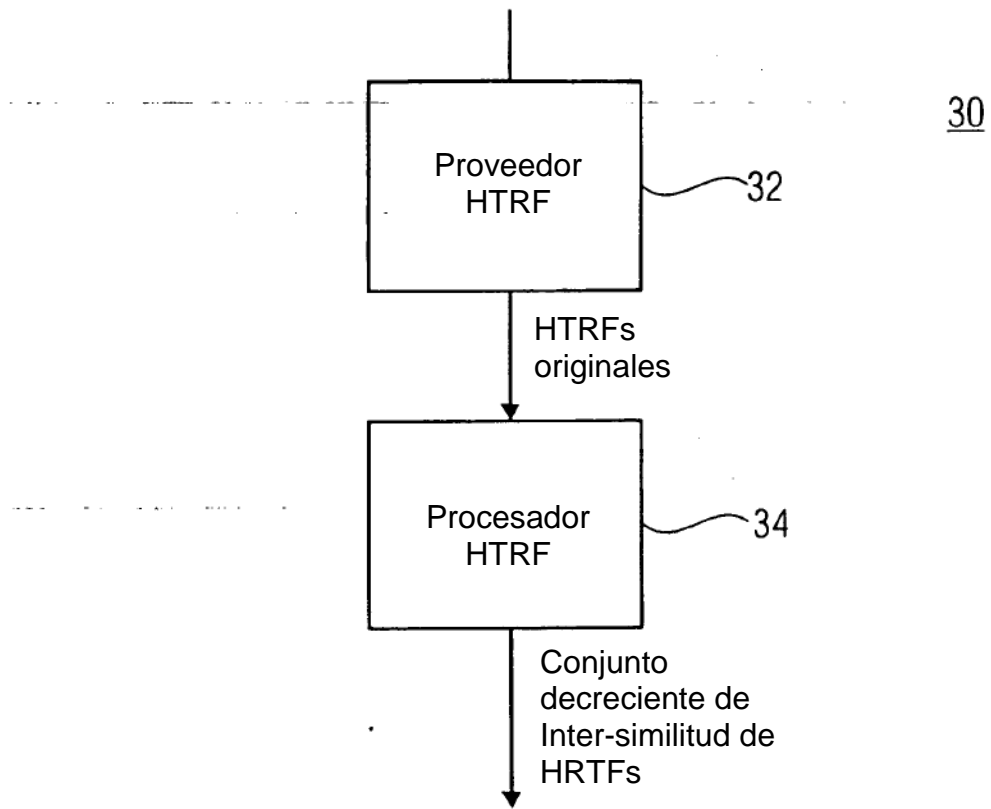 30
Proveedor
HTRF
32
HTRFs
originales
Procesador
HTRF
34
Conjunto
decreciente de
Inter-similitud de
HRTFs